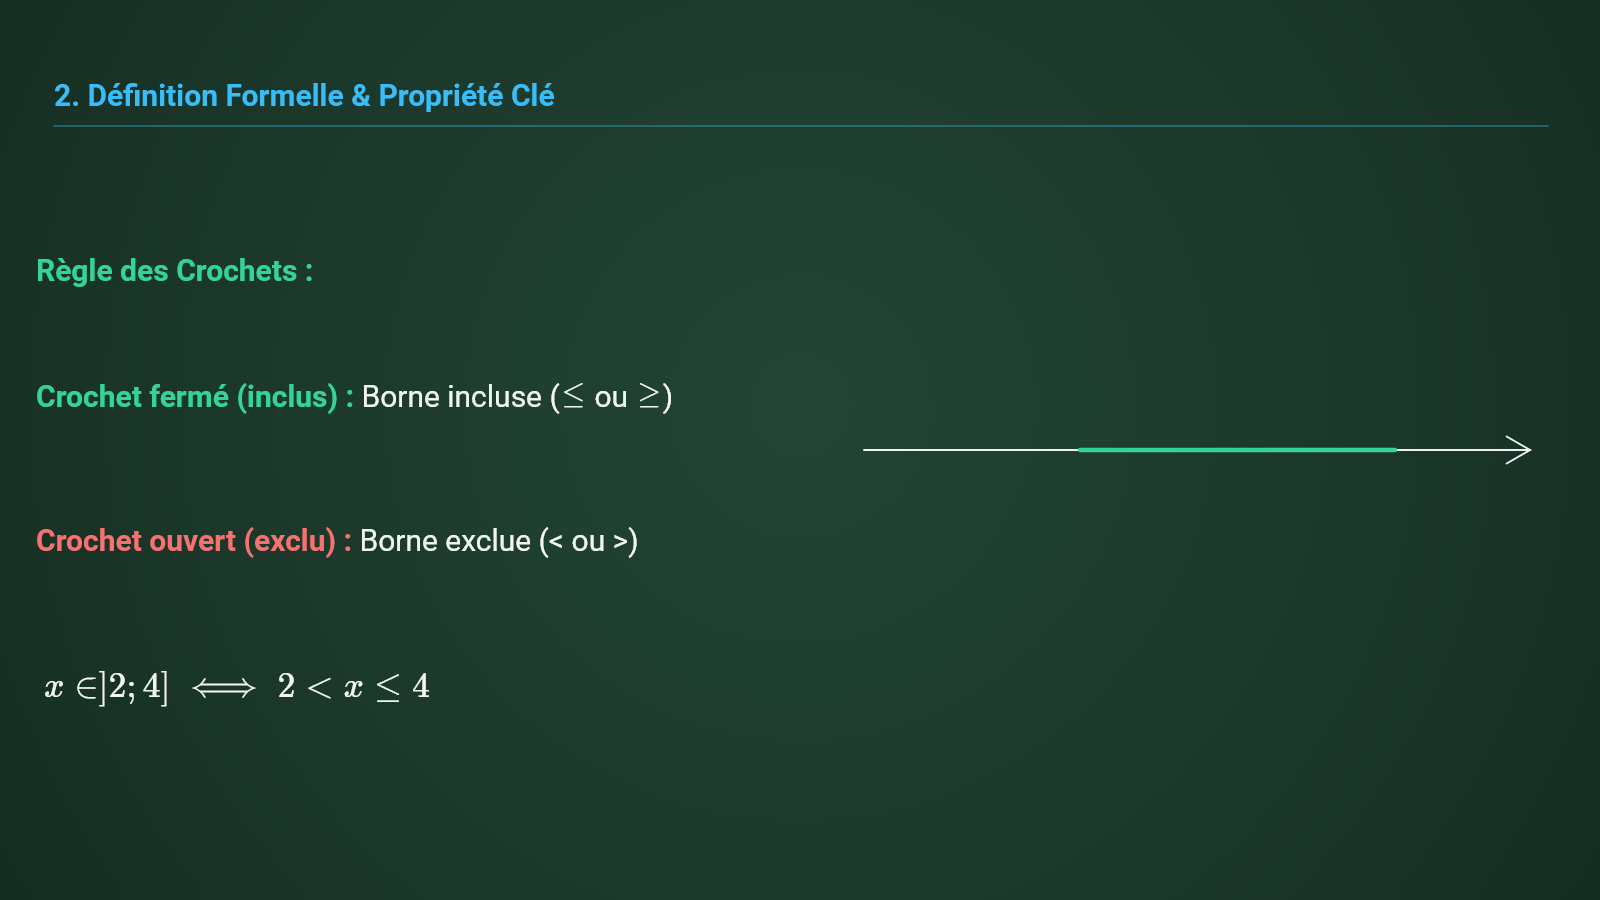 2. Définition Formelle & Propriété Clé
Règle des Crochets :
Crochet fermé (inclus) : Borne incluse (≤ ou ≥)
Crochet ouvert (exclu) : Borne exclue (< ou >)
x ∈]2; 4] ⟺ 2 < x ≤ 4